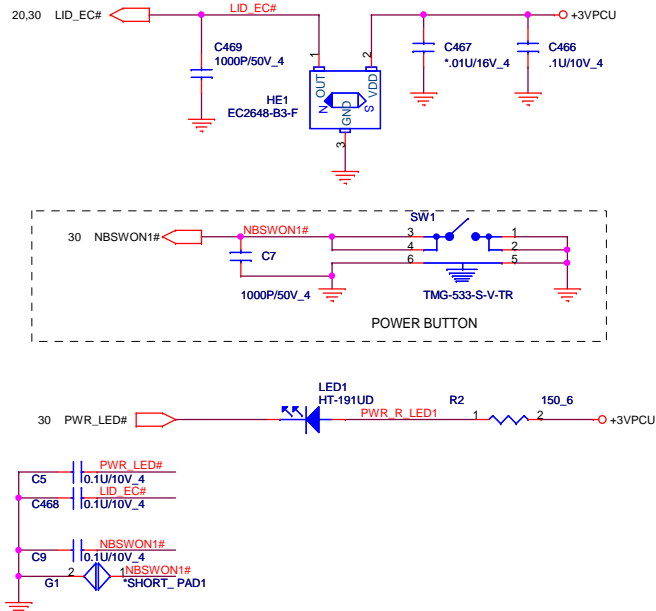 20,30 LID_EC# LID_EC# +3VPCU
C469
1000P/50V_4
1
2
C467
*.01U/16V_4
C466
.1U/10V_4
OUT
VDD
HE1
EC2648-B3-F
N
S
GND
3
SW1
30 NBSWON1# NBSWON1# 3 1
4 2
C7
6 5
1000P/50V_4
TMG-533-S-V-TR
POWER BUTTON
LED1
HT-191UD
R2 150_6
30 PWR_LED# PWR_R_LED1 1 2 +3VPCU
PWR_LED#
C5 0.1U/10V_4
LID_EC#
C468 0.1U/10V_4
NBSWON1#
C9 0.1U/10V_4
2 1 NBSWON1#
G1 *SHORT_ PAD1